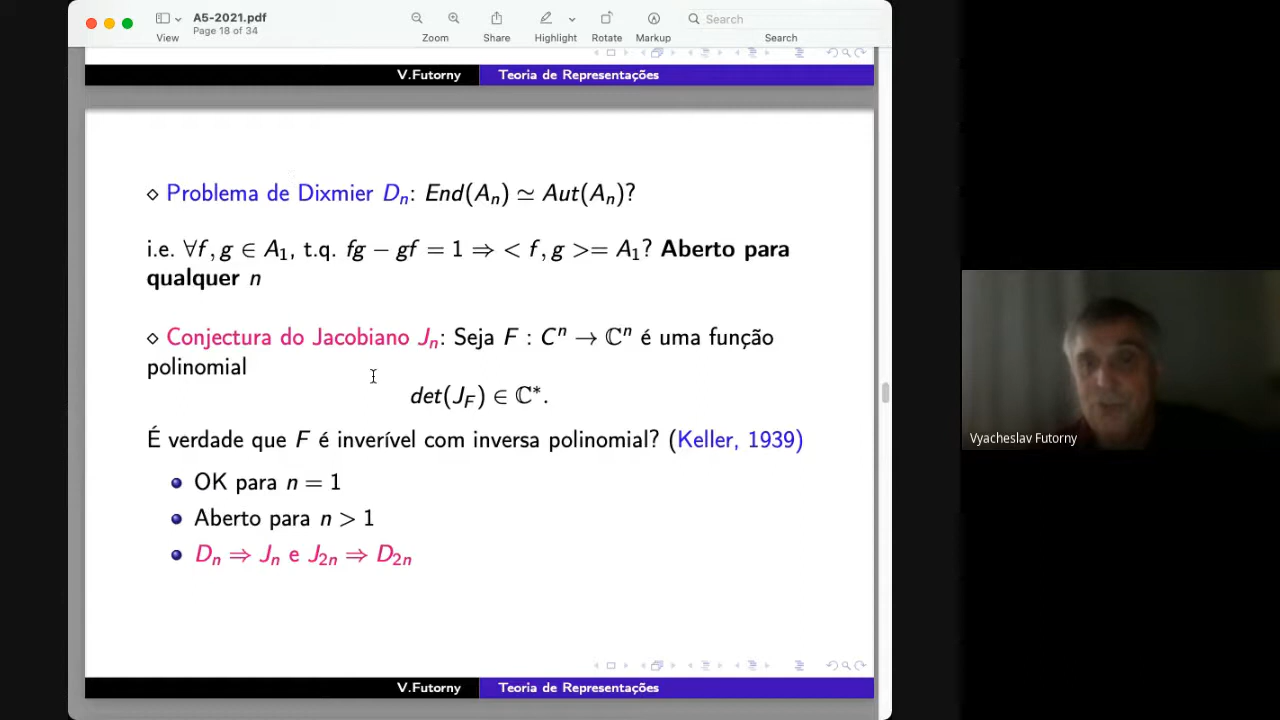 A5-2021.pdf
Page 18 of 34
View
Zoom
Share
Highlight
Rotate
Markup
Search
Search
V.Futorny Teoria de Representações
⋄ Problema de Dixmier Dₙ: End(Aₙ) ≃ Aut(Aₙ)?
i.e. ∀f, g ∈ A₁, t.q. fg − gf = 1 ⇒ < f, g >= A₁? Aberto para
qualquer n
⋄ Conjectura do Jacobiano Jₙ: Seja F : Cⁿ → ℂⁿ é uma função
polinomial
det(J_F) ∈ ℂ*.
É verdade que F é inverível com inversa polinomial? (Keller, 1939)
OK para n = 1
Aberto para n > 1
Dₙ ⇒ Jₙ e J₂ₙ ⇒ D₂ₙ
V.Futorny Teoria de Representações
Vyacheslav Futorny